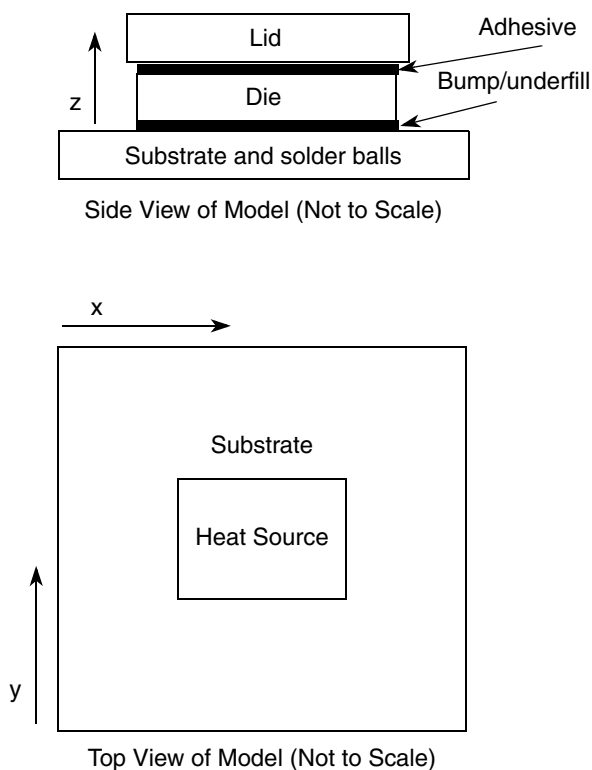 Lid
Adhesive
Bump/underfill
z
Die
Substrate and solder balls
Side View of Model (Not to Scale)
x
Substrate
Heat Source
y
Top View of Model (Not to Scale)